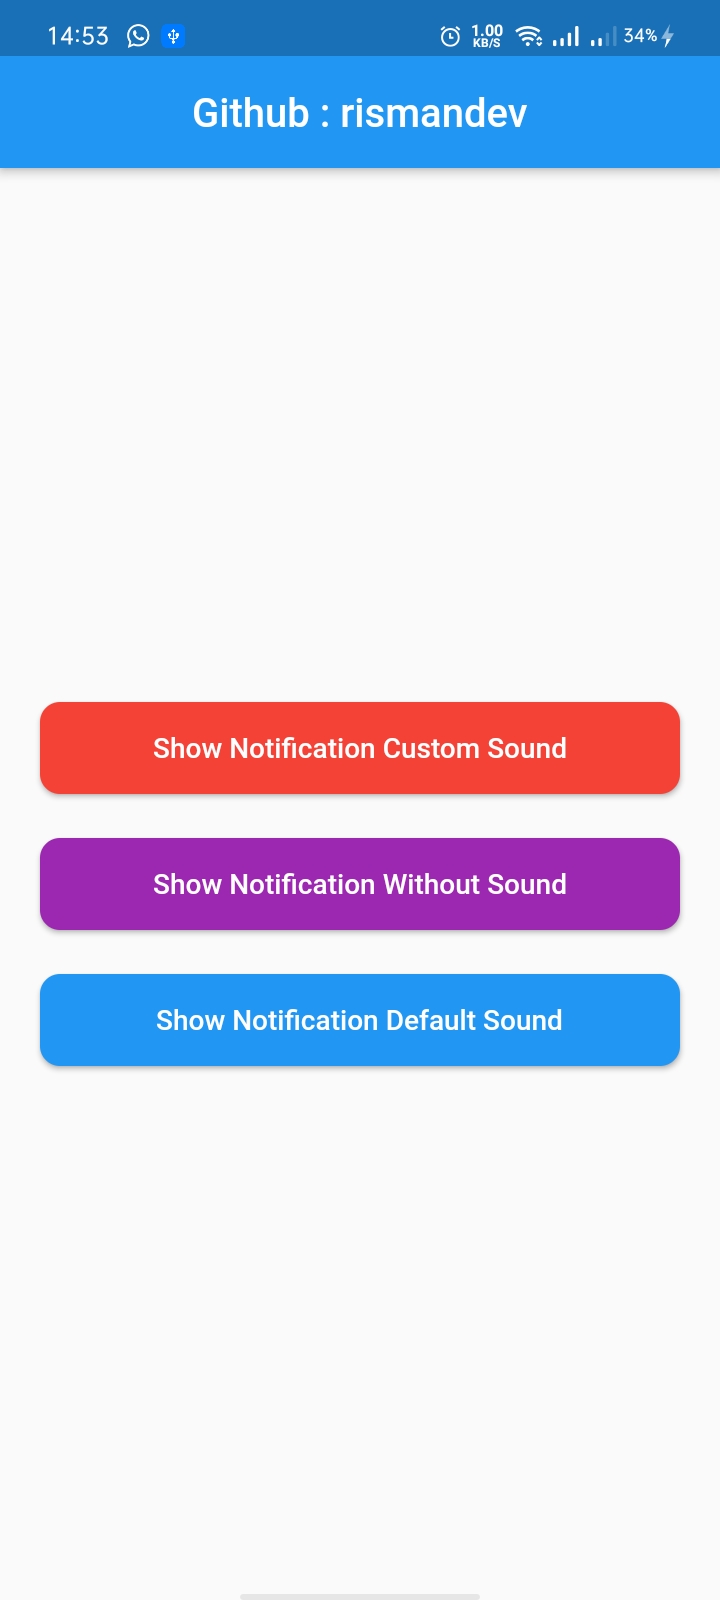 14:53 1.00 KB/S 34%
Github : rismandev
Show Notification Custom Sound
Show Notification Without Sound
Show Notification Default Sound